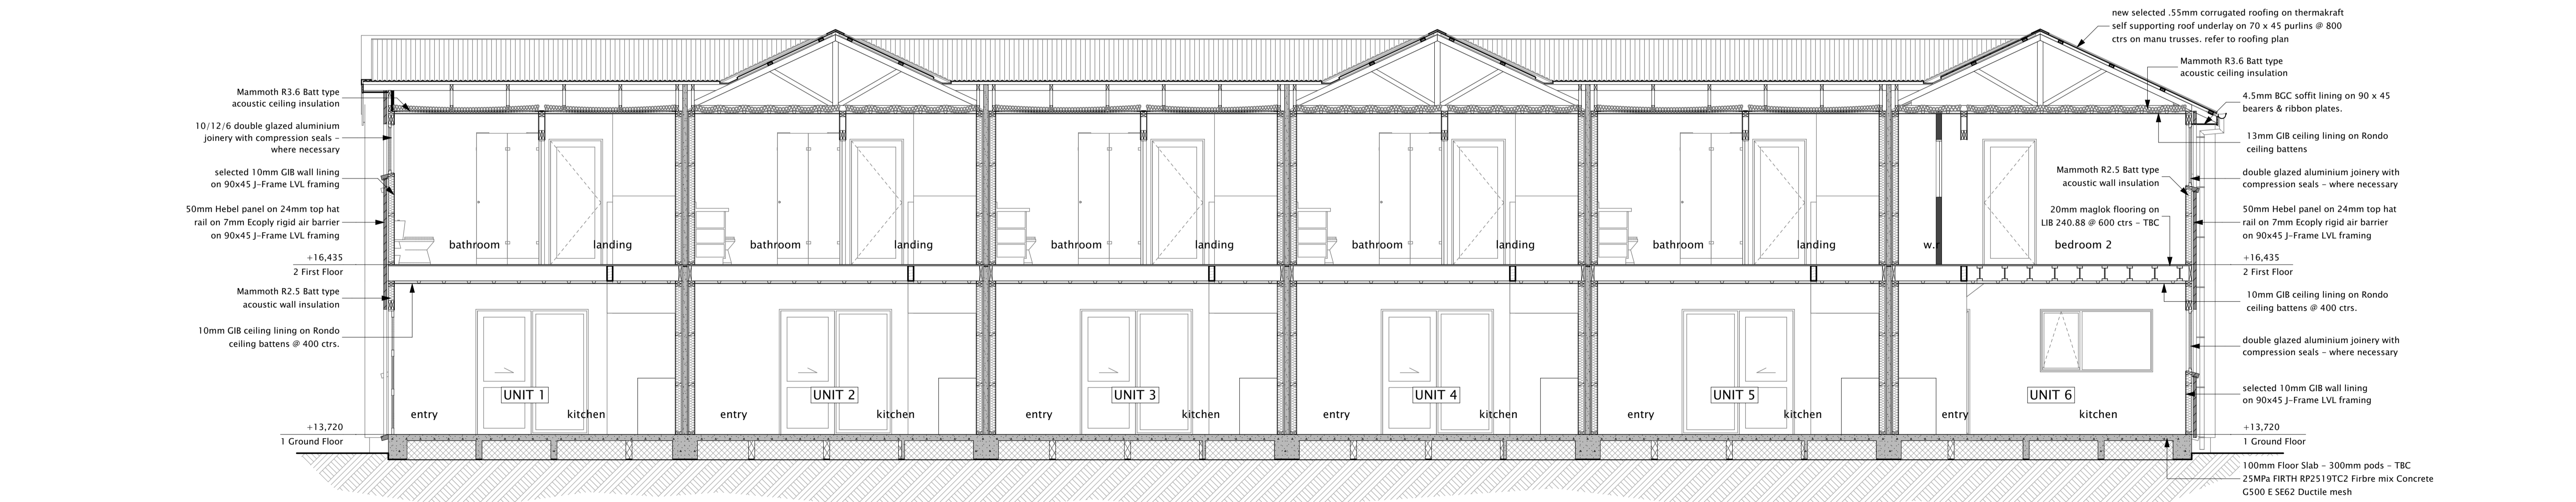 new selected .55mm corrugated roofing on thermakraft
self supporting roof underlay on 70 x 45 purlins @ 800
ctrs on manu trusses. refer to roofing plan
Mammoth R3.6 Batt type
acoustic ceiling insulation
4.5mm BGC soffit lining on 90 x 45
bearers & ribbon plates.
13mm GIB ceiling lining on Rondo
ceiling battens
Mammoth R2.5 Batt type
acoustic wall insulation
double glazed aluminium joinery with
compression seals - where necessary
20mm maglok flooring on
LIB 240.88 @ 600 ctrs - TBC
50mm Hebel panel on 24mm top hat
rail on 7mm Ecoply rigid air barrier
on 90x45 J-Frame LVL framing
+16,435
2 First Floor
10mm GIB ceiling lining on Rondo
ceiling battens @ 400 ctrs.
double glazed aluminium joinery with
compression seals - where necessary
selected 10mm GIB wall lining
on 90x45 J-Frame LVL framing
+13,720
1 Ground Floor
100mm Floor Slab - 300mm pods - TBC
25MPa FIRTH RP2519TC2 Firbre mix Concrete
G500 E SE62 Ductile mesh
Mammoth R3.6 Batt type
acoustic ceiling insulation
10/12/6 double glazed aluminium
joinery with compression seals -
where necessary
selected 10mm GIB wall lining
on 90x45 J-Frame LVL framing
50mm Hebel panel on 24mm top hat
rail on 7mm Ecoply rigid air barrier
on 90x45 J-Frame LVL framing
+16,435
2 First Floor
Mammoth R2.5 Batt type
acoustic wall insulation
10mm GIB ceiling lining on Rondo
ceiling battens @ 400 ctrs.
+13,720
1 Ground Floor
bathroom landing bathroom landing bathroom landing bathroom landing bathroom landing w.r bedroom 2
UNIT 1 UNIT 2 UNIT 3 UNIT 4 UNIT 5 UNIT 6
entry kitchen entry kitchen entry kitchen entry kitchen entry kitchen entry kitchen